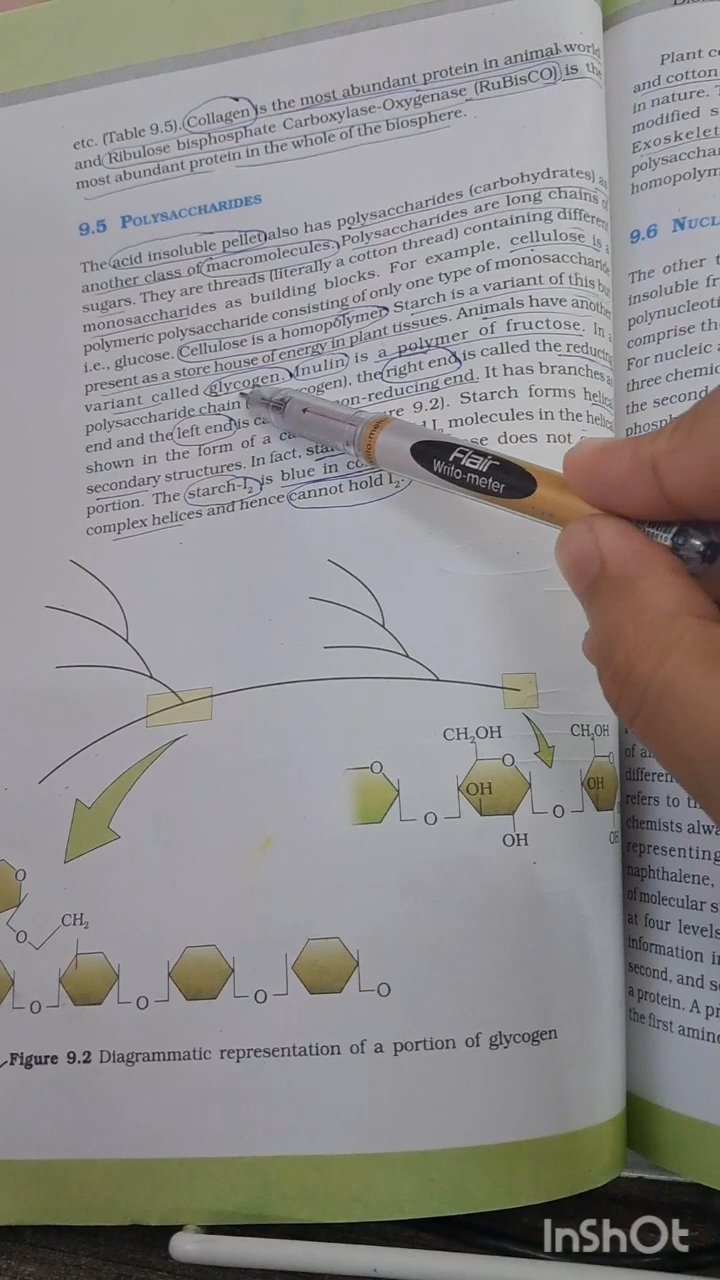 etc. (Table 9.5). Collagen is the most abundant protein in animal world
and Ribulose bisphosphate Carboxylase-Oxygenase (RuBisCO) is the
most abundant protein in the whole of the biosphere.
9.5 POLYSACCHARIDES
The acid insoluble pellet also has polysaccharides (carbohydrates) as
another class of macromolecules. Polysaccharides are long chains of
sugars. They are threads (literally a cotton thread) containing different
monosaccharides as building blocks. For example, cellulose is a
polymeric polysaccharide consisting of only one type of monosaccharide
i.e., glucose. Cellulose is a homopolymer. Starch is a variant of this but
present as a store house of energy in plant tissues. Animals have another
variant called glycogen. Inulin is a polymer of fructose. In a
polysaccharide chain cogen), the right end is called the reducing
end and the left end is ca on-reducing end. It has branches as
shown in the form of a ca re 9.2). Starch forms helical
secondary structures. In fact, sta molecules in the helical
portion. The starch-I₂ is blue in co se does not
complex helices and hence cannot hold I₂.
CH₂OH
CH₂OH
O
O
O
OH
OH
O
O
OH
O
O
CH₂
O
O
O
O
Figure 9.2 Diagrammatic representation of a portion of glycogen
Plant c
and cotton
in nature.
modified s
Exoskelet
polysaccha
homopolym
9.6 NUCL
The other t
insoluble fr
polynucleoti
comprise th
For nucleic a
three chemic
the second
phosph
of a
differen
refers to t
chemists alwa
representing
naphthalene,
of molecular s
at four levels
information i
second, and s
a protein. A p
the first amin
Flair
Writo-meter
InShOt